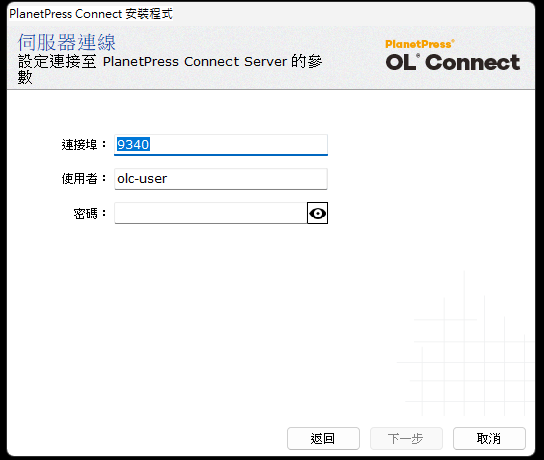 PlanetPress Connect 安裝程式
伺服器連線
設定連接至 PlanetPress Connect Server 的參
數
PlanetPress®
OL® Connect
連接埠：
9340
使用者：
olc-user
密碼：
返回
下一步
取消